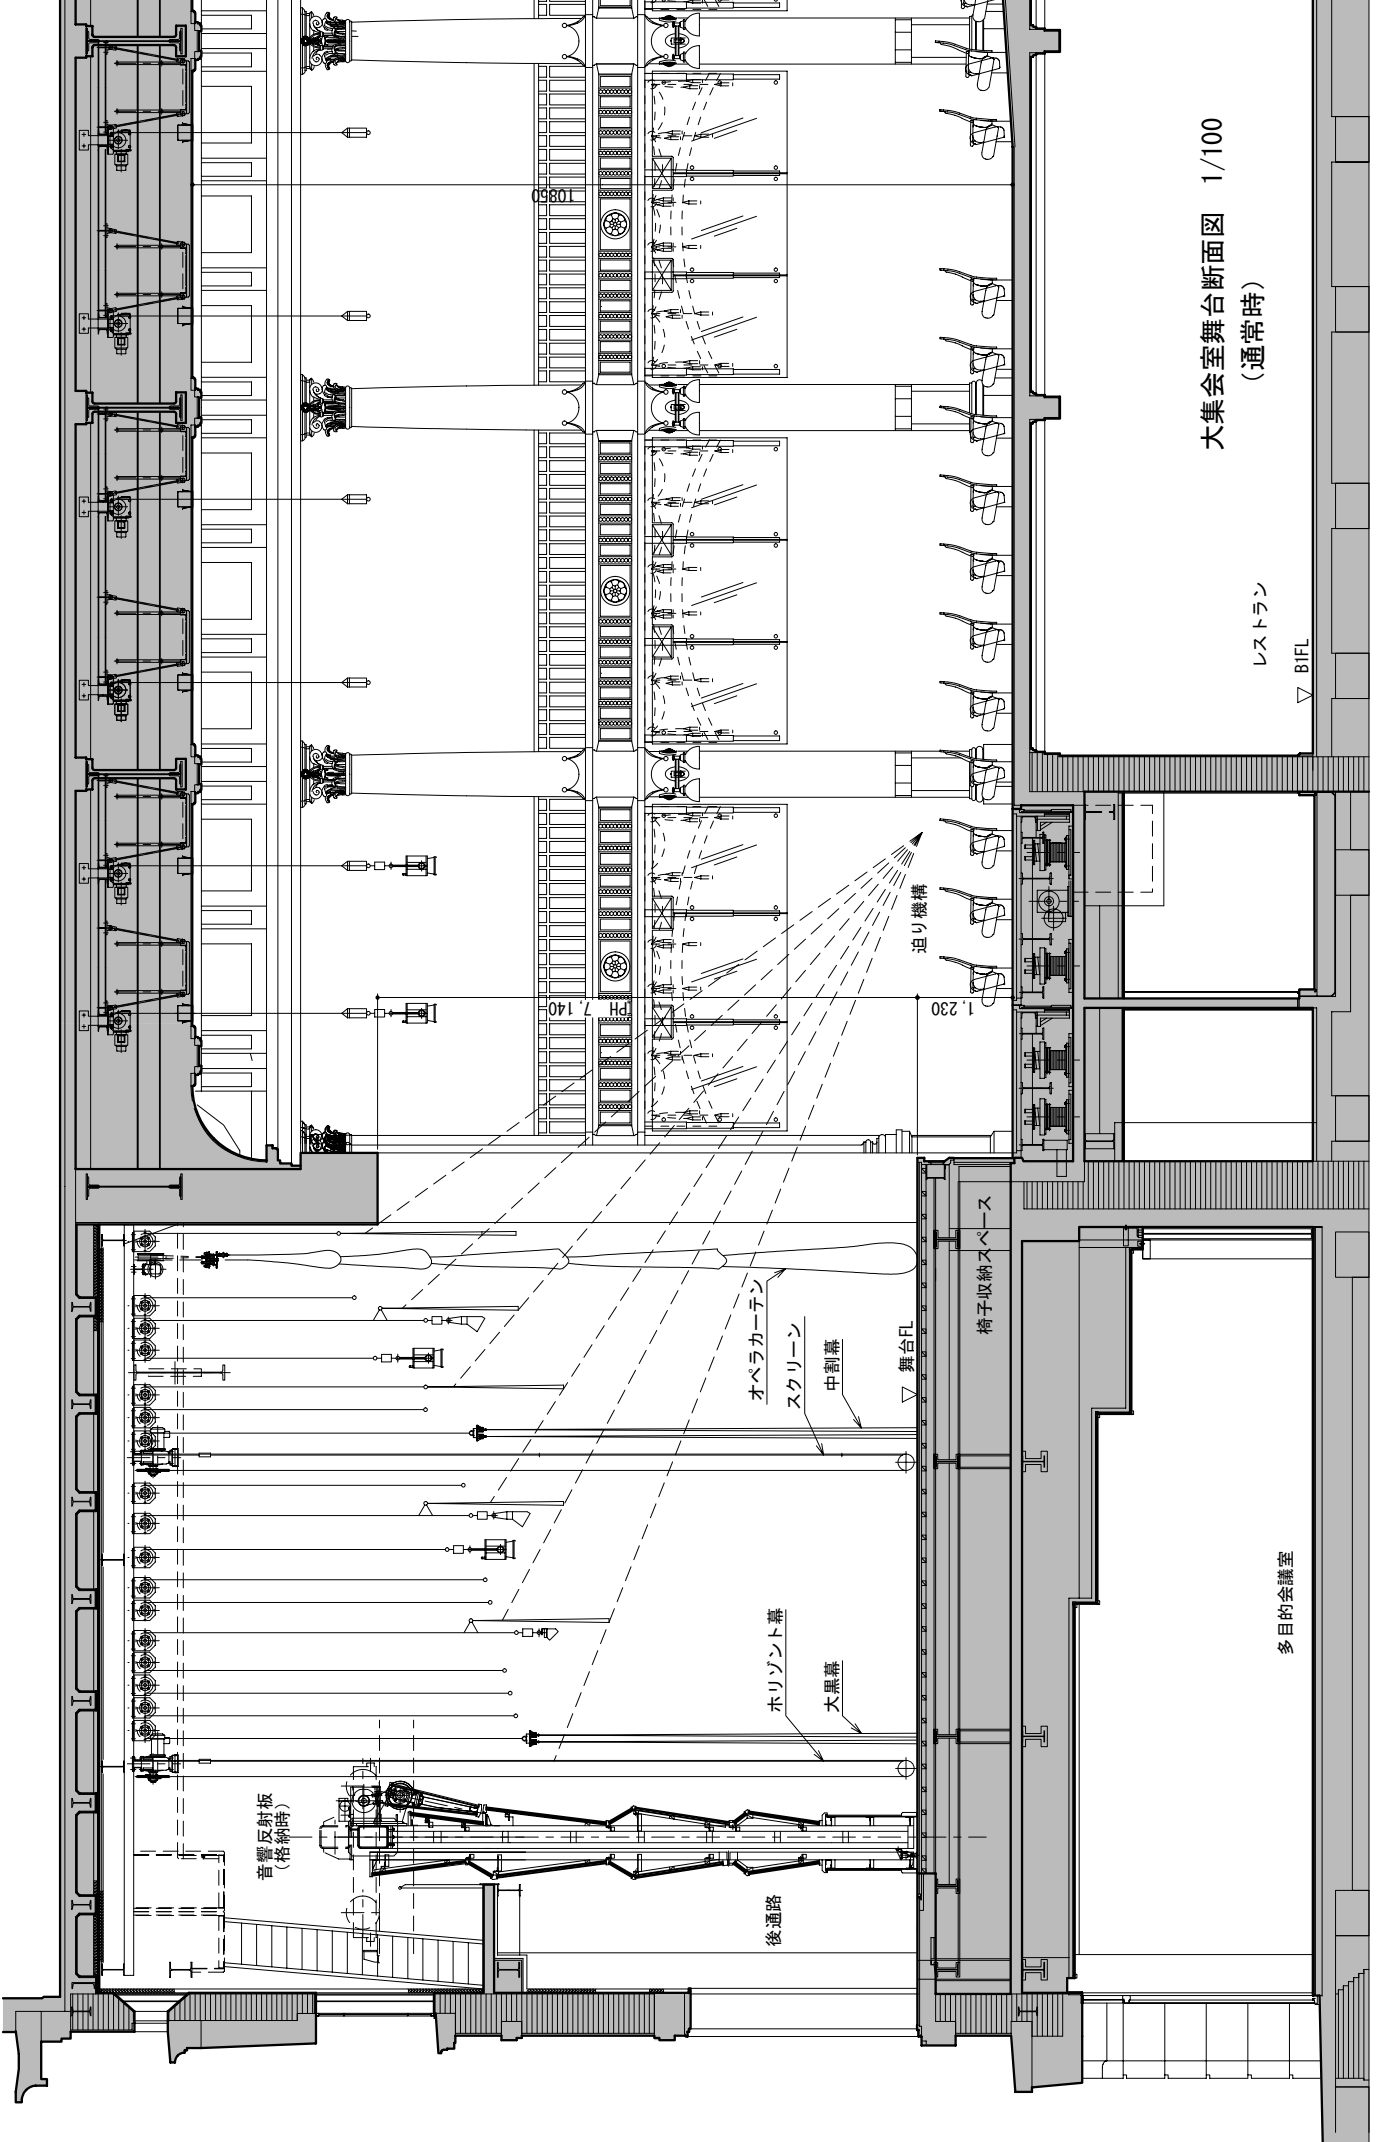 大集会室舞台断面図 1/100
（通常時）
音響反射板
（格納時）
後通路
ホリゾント幕
大黒幕
オペラカーテン
スクリーン
中割幕
▽ 舞台FL
椅子収納スペース
多目的会議室
10850
PH 7,140
1,230
迫り機構
レストラン
▽ B1FL